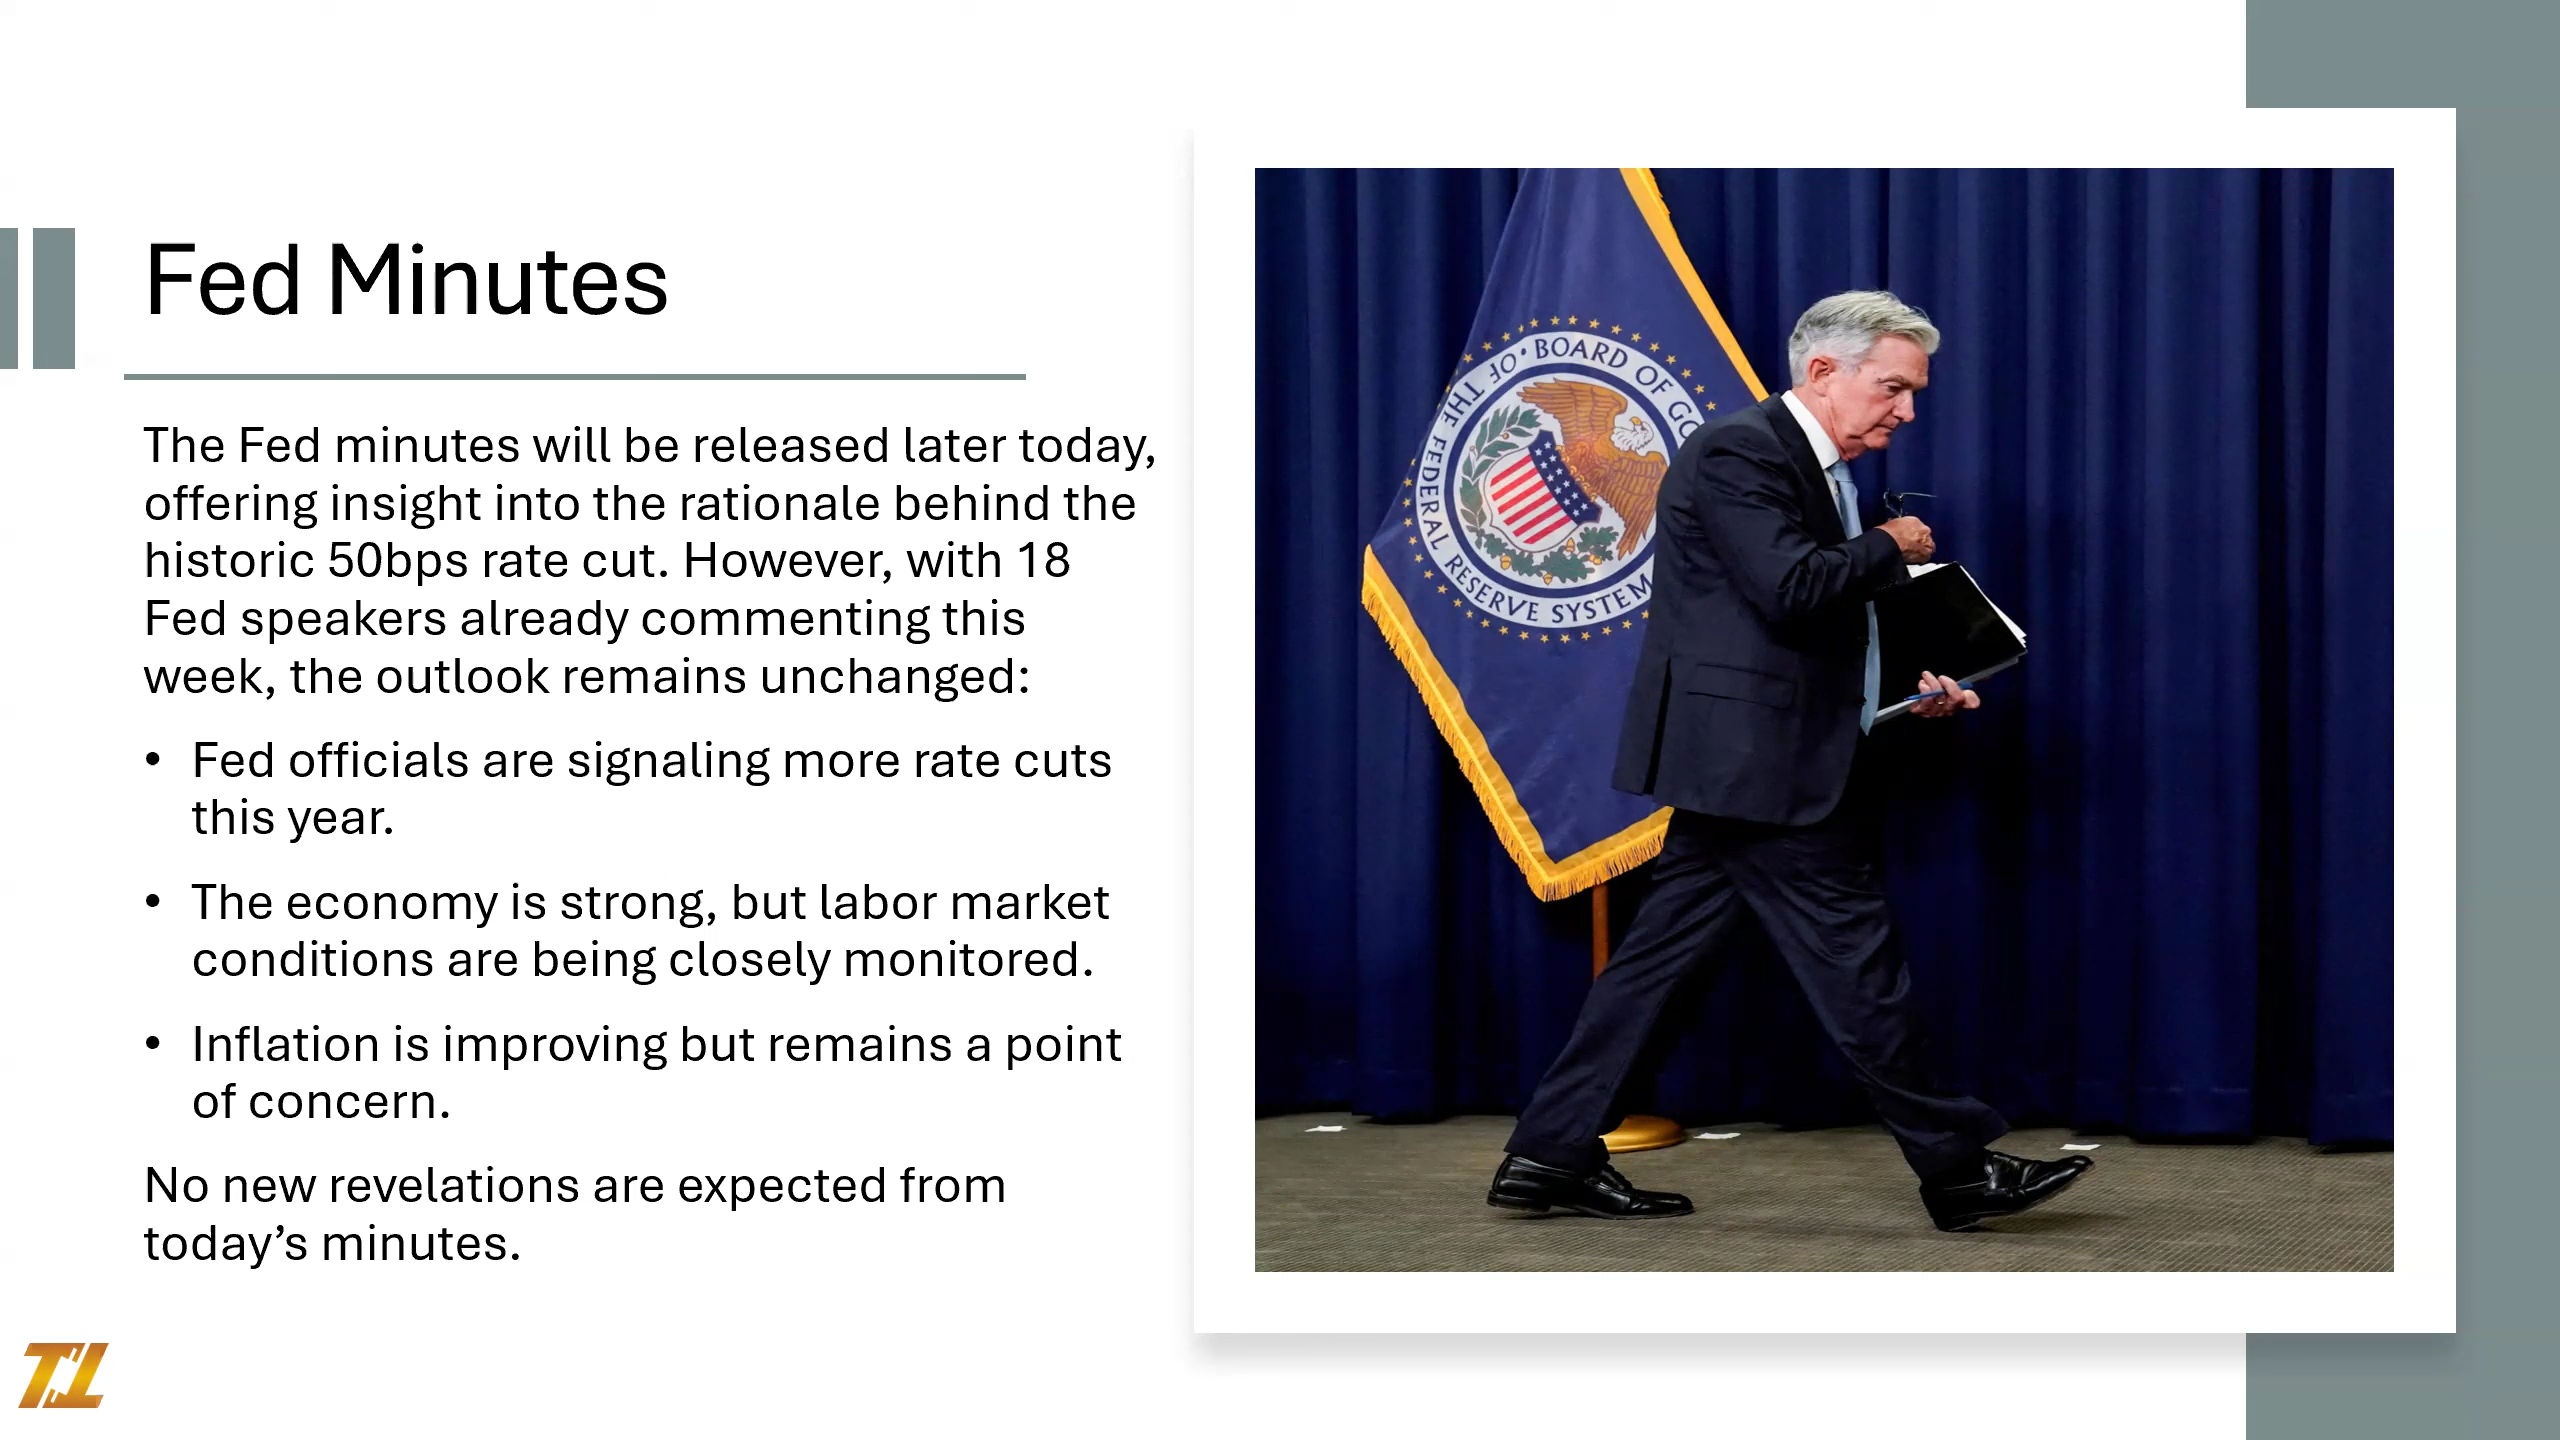 Fed Minutes
The Fed minutes will be released later today,
offering insight into the rationale behind the
historic 50bps rate cut. However, with 18
Fed speakers already commenting this
week, the outlook remains unchanged:
• Fed officials are signaling more rate cuts
this year.
• The economy is strong, but labor market
conditions are being closely monitored.
• Inflation is improving but remains a point
of concern.
No new revelations are expected from
today’s minutes.
• BOARD OF GO
OF THE FEDERAL RESERVE SYSTEM